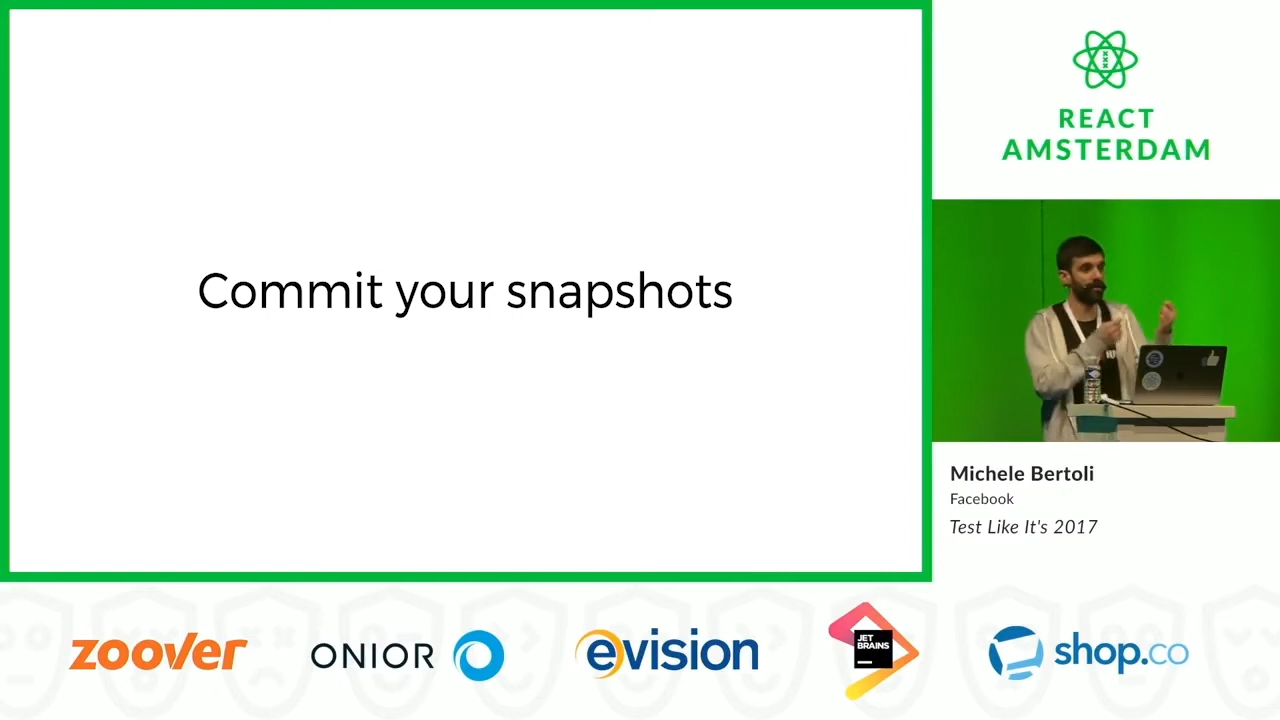 Commit your snapshots
REACT
AMSTERDAM
Michele Bertoli
Facebook
Test Like It's 2017
zoover
ONIOR
evision
JET
BRAINS
shop.co